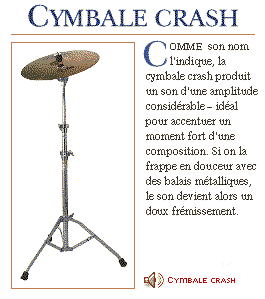 CYMBALE CRASH
COMME son nom
l'indique, la
cymbale crash produit
un son d'une amplitude
considérable – idéal
pour accentuer un
moment fort d'une
composition. Si on la
frappe en douceur avec
des balais métalliques,
le son devient alors un
doux frémissement.
CYMBALE CRASH